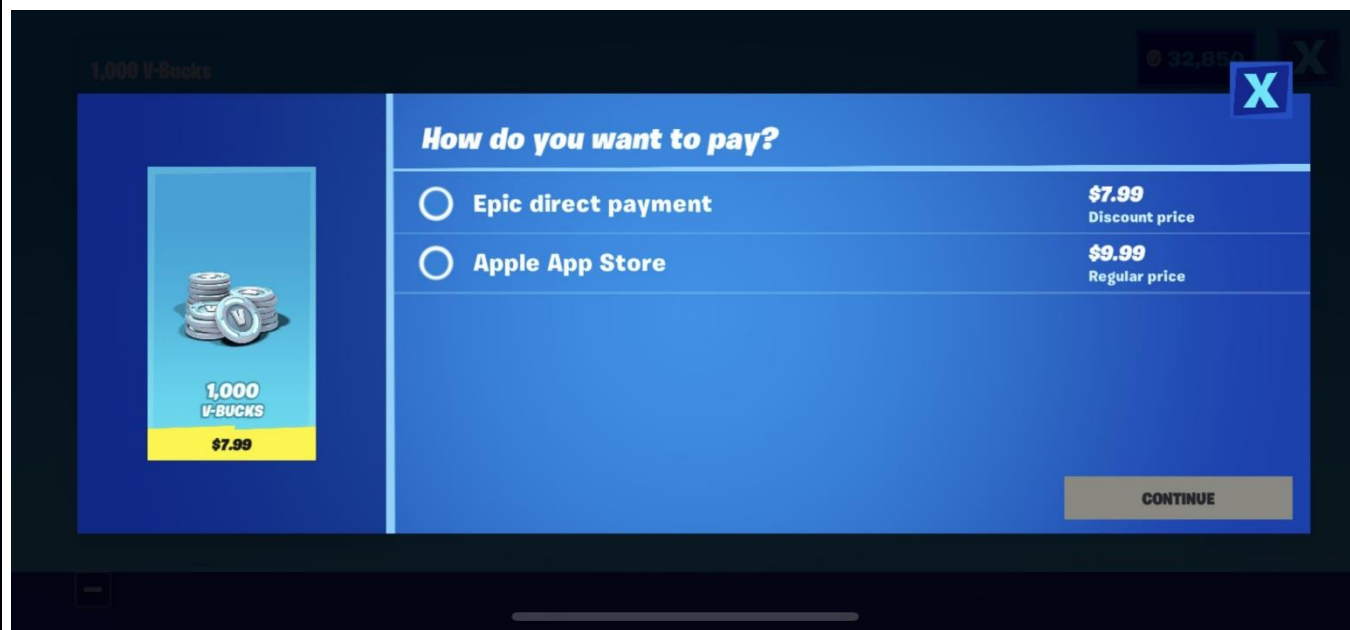 1,000 V-Bucks
32,850
X
X
How do you want to pay?
Epic direct payment
$7.99
Discount price
Apple App Store
$9.99
Regular price
V
1,000
V-BUCKS
$7.99
CONTINUE